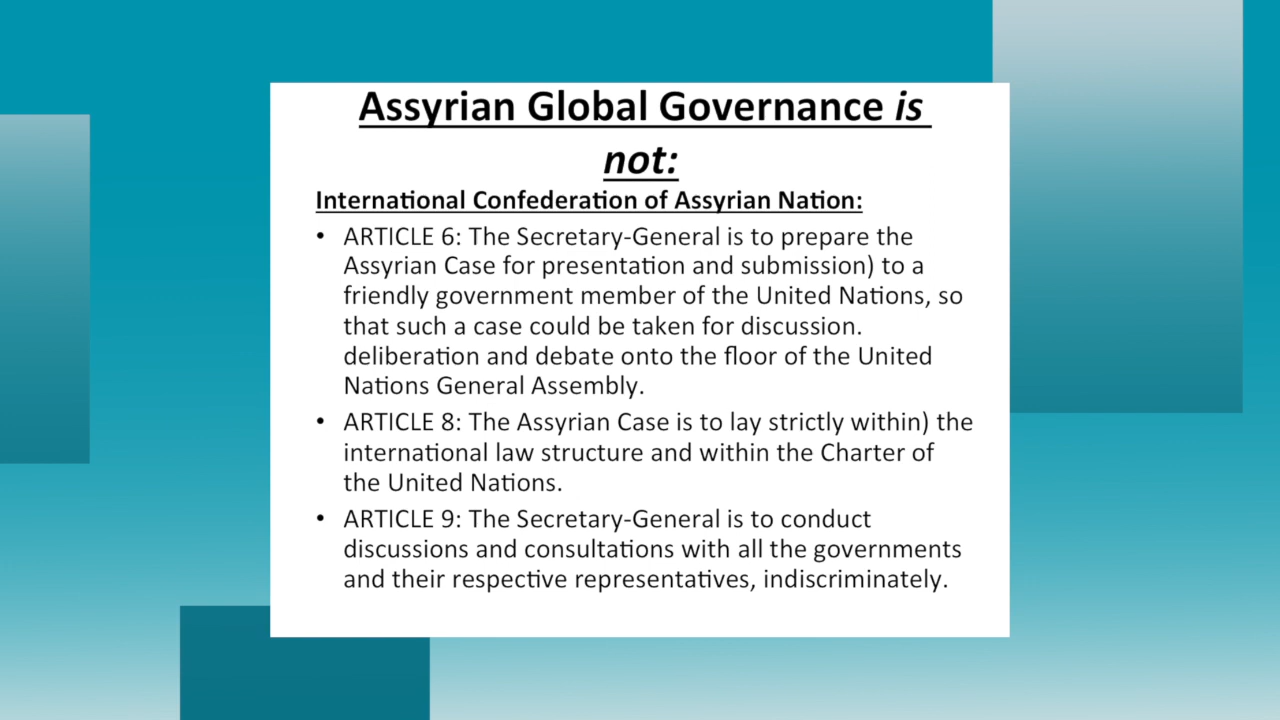 Assyrian Global Governance is
not:
International Confederation of Assyrian Nation:
• ARTICLE 6: The Secretary-General is to prepare the
Assyrian Case for presentation and submission) to a
friendly government member of the United Nations, so
that such a case could be taken for discussion.
deliberation and debate onto the floor of the United
Nations General Assembly.
• ARTICLE 8: The Assyrian Case is to lay strictly within) the
international law structure and within the Charter of
the United Nations.
• ARTICLE 9: The Secretary-General is to conduct
discussions and consultations with all the governments
and their respective representatives, indiscriminately.